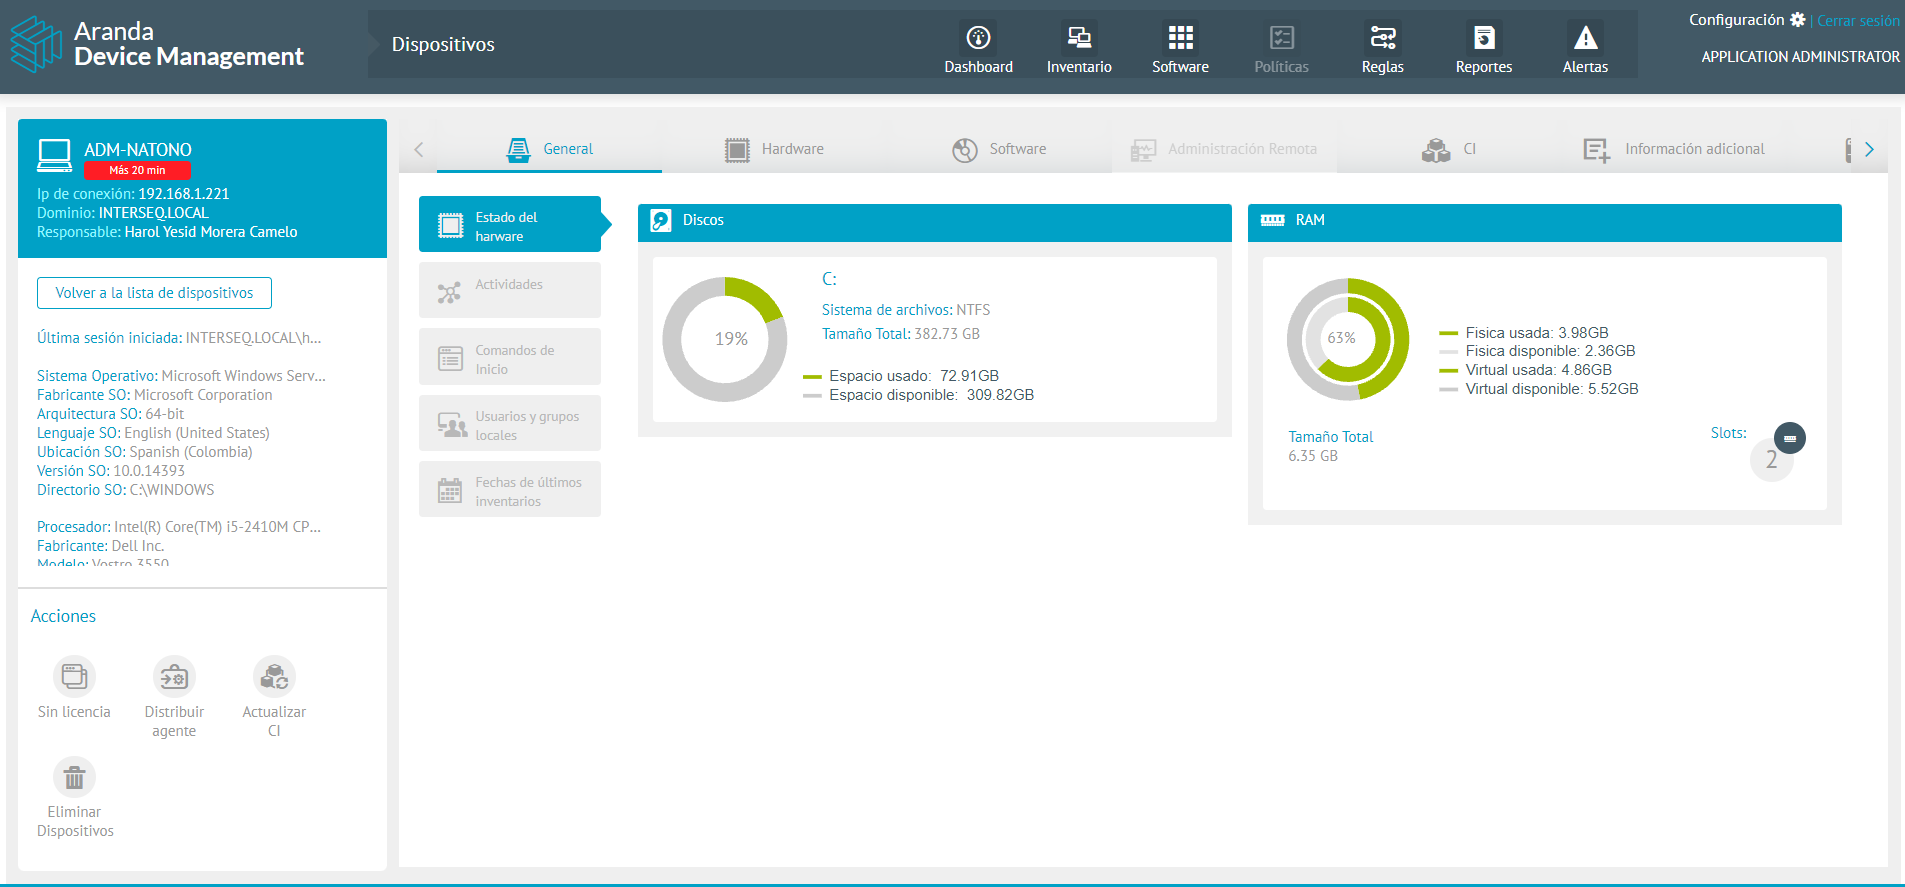 Aranda
Device Management
Dispositivos
Dashboard
Inventario
Software
Políticas
Reglas
Reportes
Alertas
Configuración | Cerrar sesión
APPLICATION ADMINISTRATOR
ADM-NATONO
Más 20 min
Ip de conexión: 192.168.1.221
Dominio: INTERSEQ.LOCAL
Responsable: Harol Yesid Morera Camelo
Volver a la lista de dispositivos
Última sesión iniciada: INTERSEQ.LOCAL\h...
Sistema Operativo: Microsoft Windows Serv...
Fabricante SO: Microsoft Corporation
Arquitectura SO: 64-bit
Lenguaje SO: English (United States)
Ubicación SO: Spanish (Colombia)
Versión SO: 10.0.14393
Directorio SO: C:\WINDOWS
Procesador: Intel(R) Core(TM) i5-2410M CP...
Fabricante: Dell Inc.
Modelo: Vostro 3550
Acciones
Sin licencia
Distribuir
agente
Actualizar
CI
Eliminar
Dispositivos
General
Hardware
Software
Administración Remota
CI
Información adicional
Estado del
harware
Actividades
Comandos de
Inicio
Usuarios y grupos
locales
Fechas de últimos
inventarios
Discos
19%
C:
Sistema de archivos: NTFS
Tamaño Total: 382.73 GB
Espacio usado: 72.91GB
Espacio disponible: 309.82GB
RAM
63%
Fisica usada: 3.98GB
Fisica disponible: 2.36GB
Virtual usada: 4.86GB
Virtual disponible: 5.52GB
Tamaño Total
6.35 GB
Slots:
2